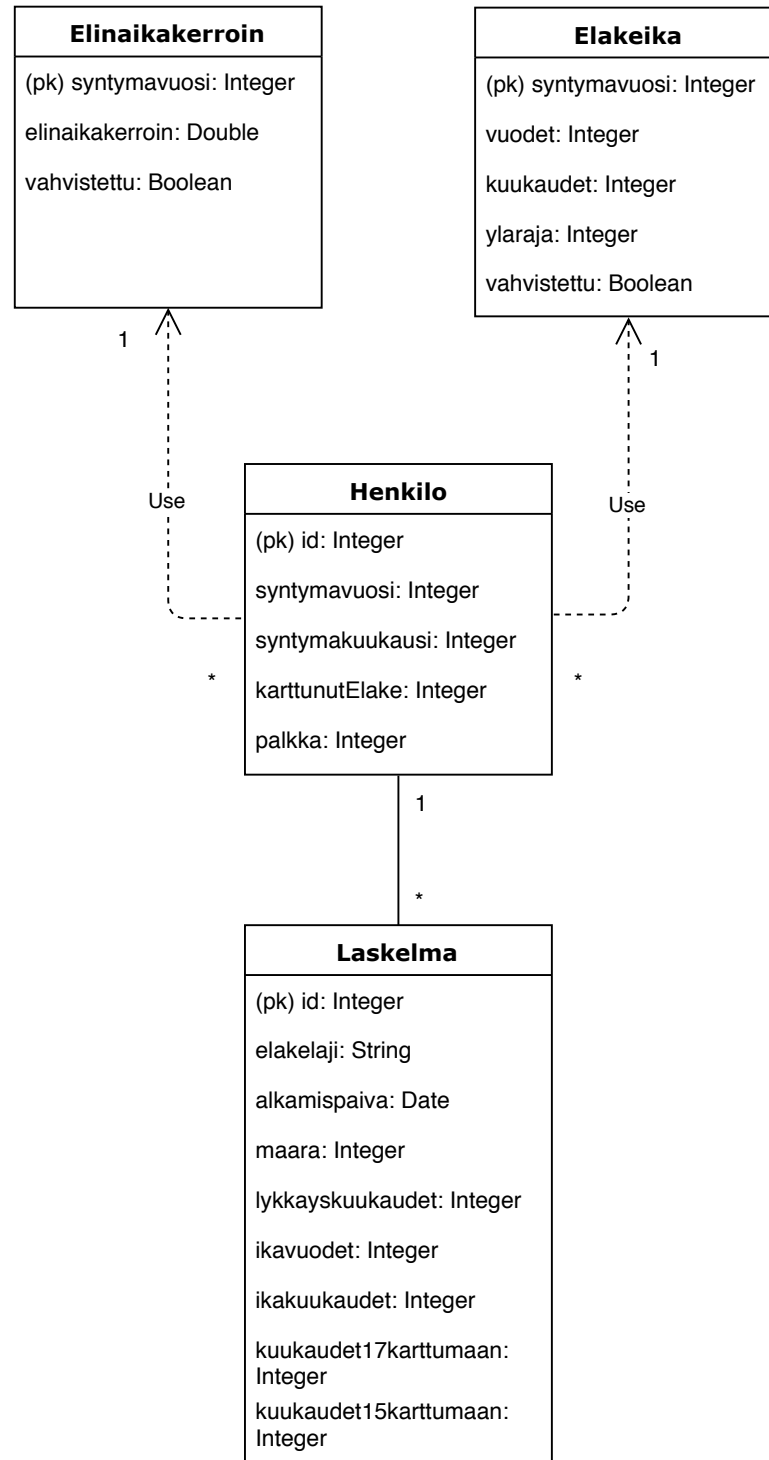 Elinaikakerroin
(pk) syntymavuosi: Integer
elinaikakerroin: Double
vahvistettu: Boolean
Elakeika
(pk) syntymavuosi: Integer
vuodet: Integer
kuukaudet: Integer
ylaraja: Integer
vahvistettu: Boolean
1
1
Use
Use
Henkilo
(pk) id: Integer
syntymavuosi: Integer
syntymakuukausi: Integer
karttunutElake: Integer
palkka: Integer
*
*
1
*
Laskelma
(pk) id: Integer
elakelaji: String
alkamispaiva: Date
maara: Integer
lykkayskuukaudet: Integer
ikavuodet: Integer
ikakuukaudet: Integer
kuukaudet17karttumaan:
Integer
kuukaudet15karttumaan:
Integer